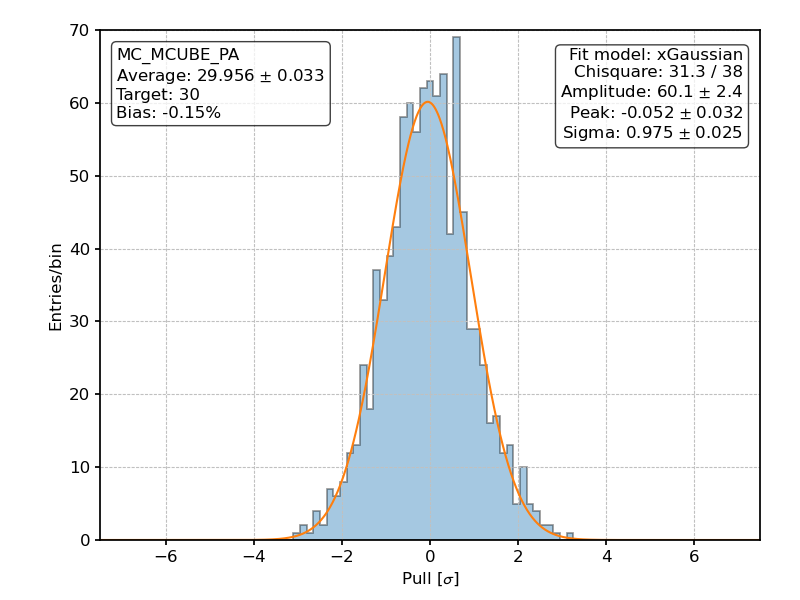 MC_MCUBE_PA
Average: 29.956 ± 0.033
Target: 30
Bias: -0.15%
Fit model: xGaussian
Chisquare: 31.3 / 38
Amplitude: 60.1 ± 2.4
Peak: -0.052 ± 0.032
Sigma: 0.975 ± 0.025
Entries/bin
70
60
50
40
30
20
10
0
−6 −4 −2 0 2 4 6
Pull [σ]